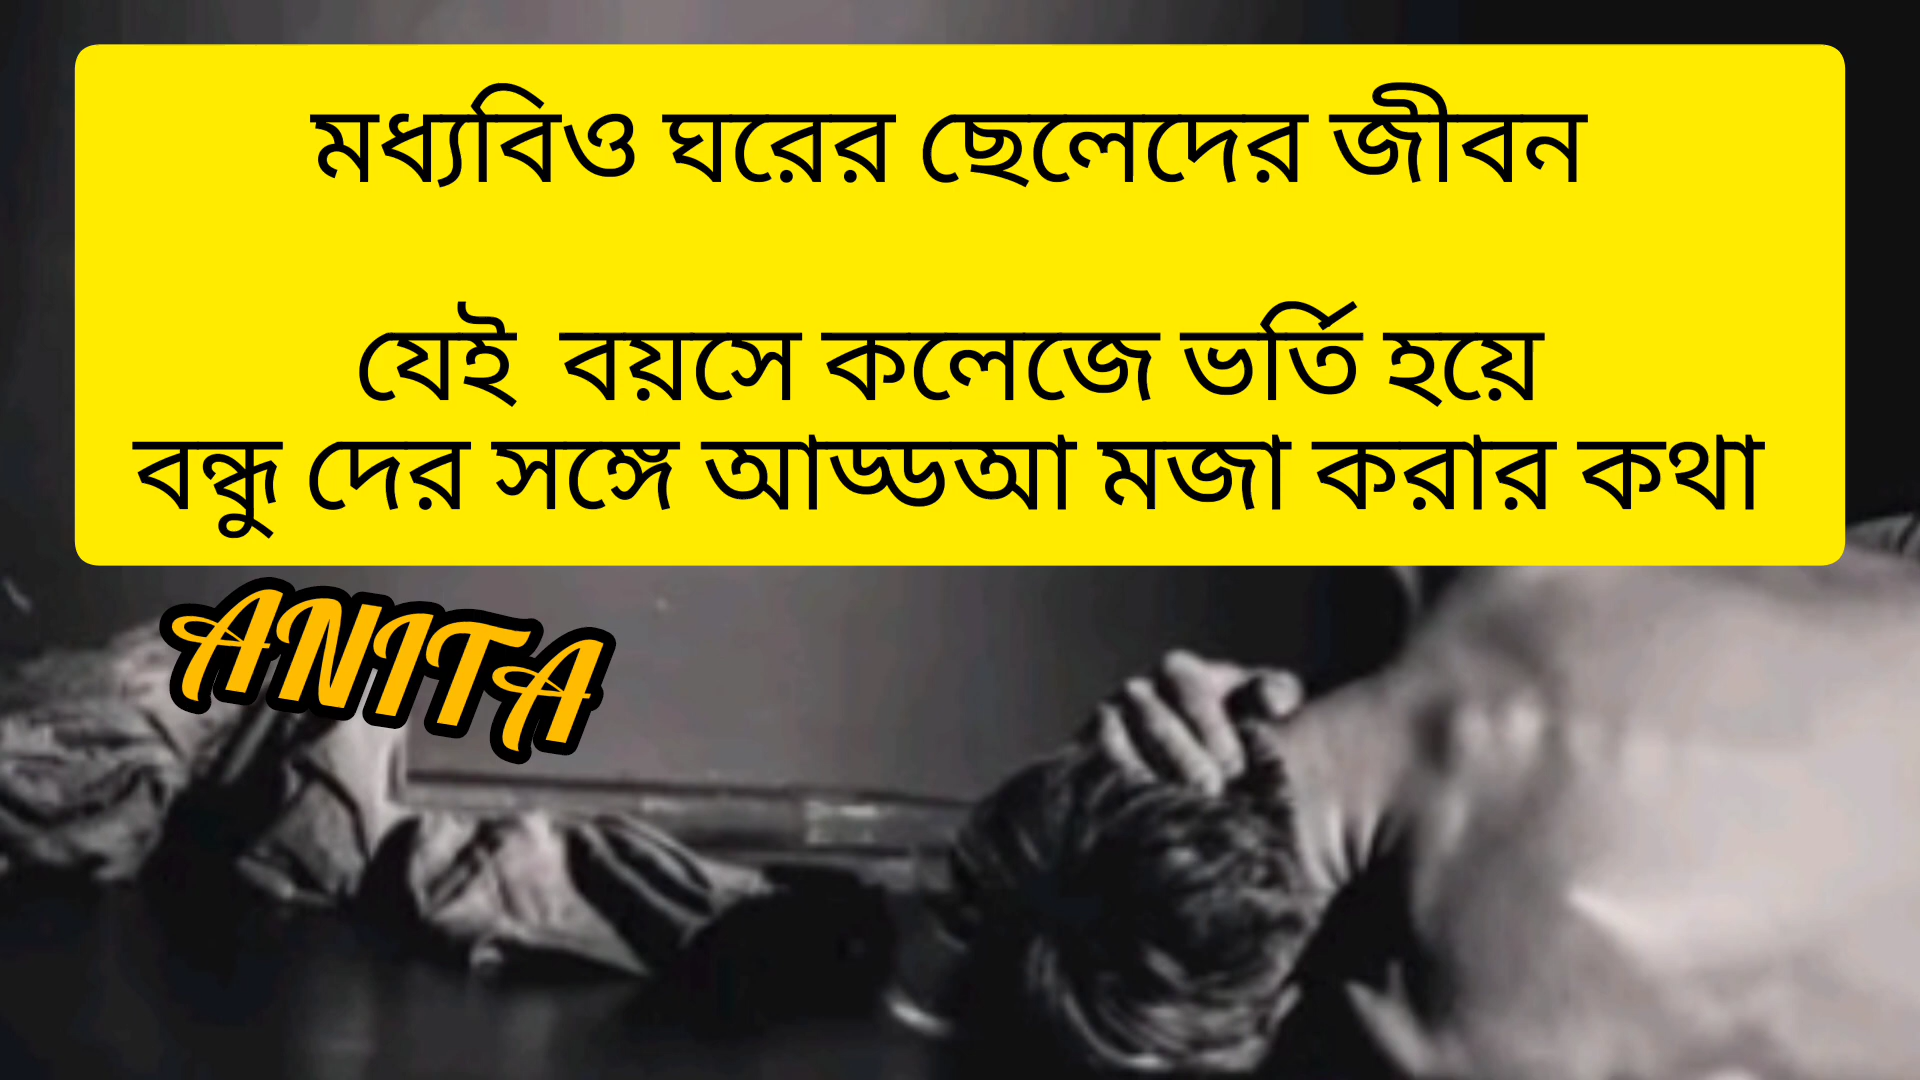 মধ্যবিও ঘরের ছেলেদের জীবন
যেই বয়সে কলেজে ভর্তি হয়ে
বন্ধু দের সঙ্গে আড্ডআ মজা করার কথা
ANITA